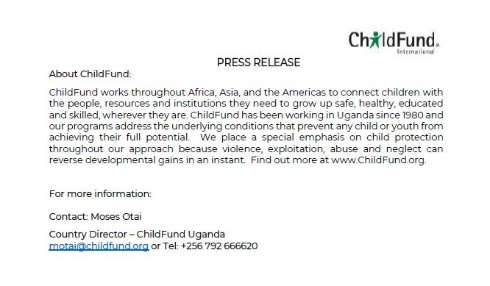 ChildFund.
International
PRESS RELEASE
About ChildFund:
ChildFund works throughout Africa, Asia, and the Americas to connect children with
the people, resources and institutions they need to grow up safe, healthy, educated
and skilled, wherever they are. ChildFund has been working in Uganda since 1980 and
our programs address the underlying conditions that prevent any child or youth from
achieving their full potential. We place a special emphasis on child protection
throughout our approach because violence, exploitation, abuse and neglect can
reverse developmental gains in an instant. Find out more at www.ChildFund.org.
For more information:
Contact: Moses Otai
Country Director – ChildFund Uganda
motai@childfund.org or Tel: +256 792 666620